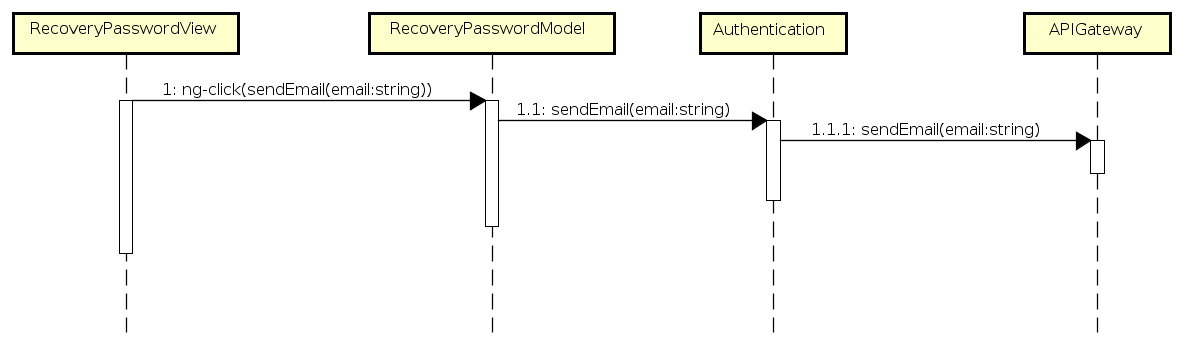 RecoveryPasswordView
RecoveryPasswordModel
Authentication
APIGateway
1: ng-click(sendEmail(email:string))
1.1: sendEmail(email:string)
1.1.1: sendEmail(email:string)